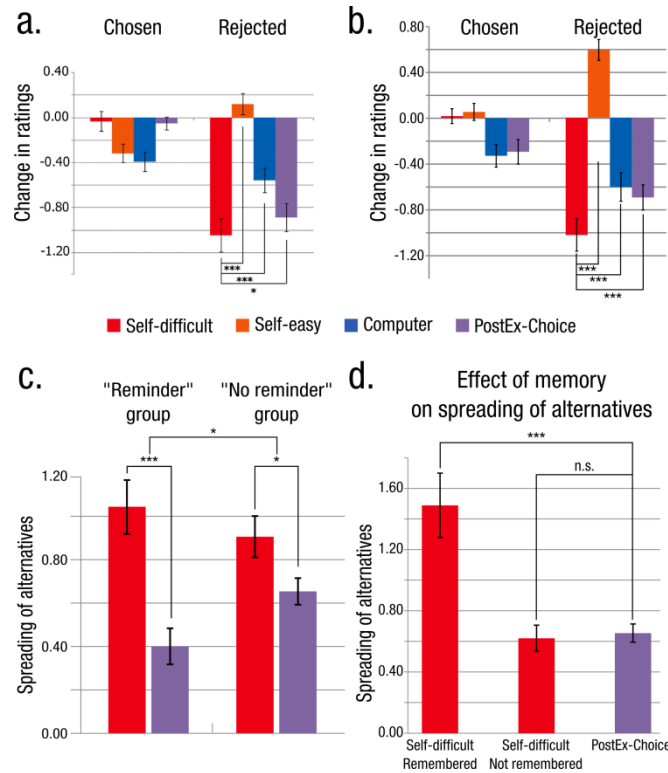 a.
Chosen
Rejected
Change in ratings
0.40
0.00
-0.40
-0.80
-1.20
***
***
*
b.
Chosen
Rejected
Change in ratings
0.80
0.40
0.00
-0.40
-0.80
-1.20
***
***
***
Self-difficult
Self-easy
Computer
PostEx-Choice
c.
"Reminder"
group
"No reminder"
group
*
***
*
Spreading of alternatives
1.20
0.80
0.40
0.00
d.
Effect of memory
on spreading of alternatives
***
n.s.
Spreading of alternatives
1.60
1.20
0.80
0.40
0.00
Self-difficult
Remembered
Self-difficult
Not remembered
PostEx-Choice